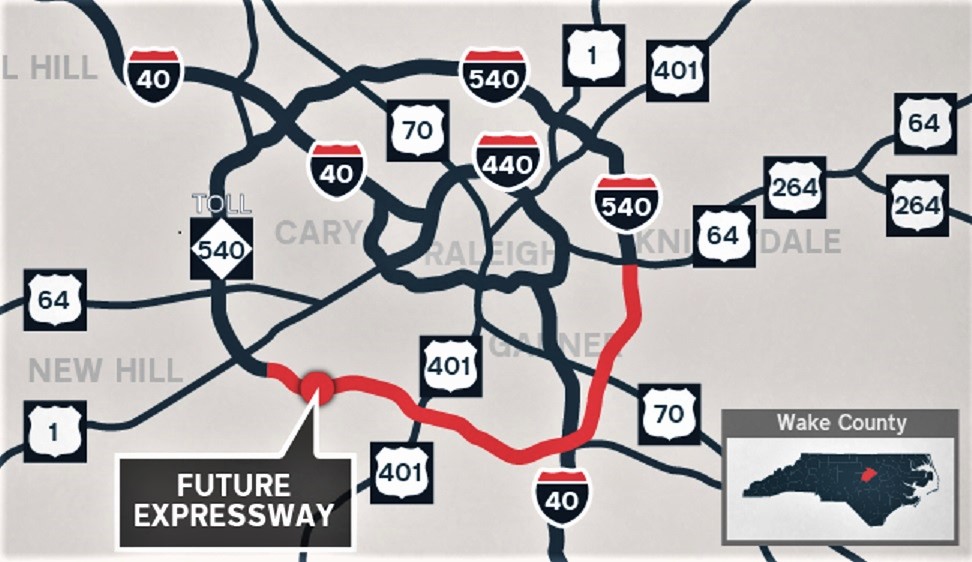 1
401
L HILL
40
540
64
70
440
40
264
540
TOLL
264
CARY
64
540
RALEIGH
64
NEW HILL
401
70
1
Wake County
401
FUTURE
EXPRESSWAY
40